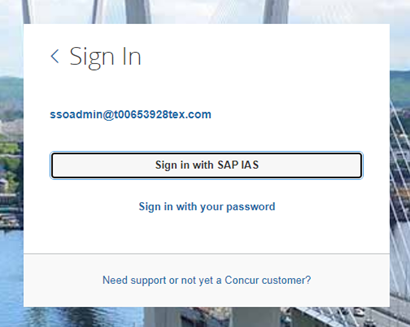 Sign In
ssoadmin@t00653928tex.com
Sign in with SAP IAS
Sign in with your password
Need support or not yet a Concur customer?